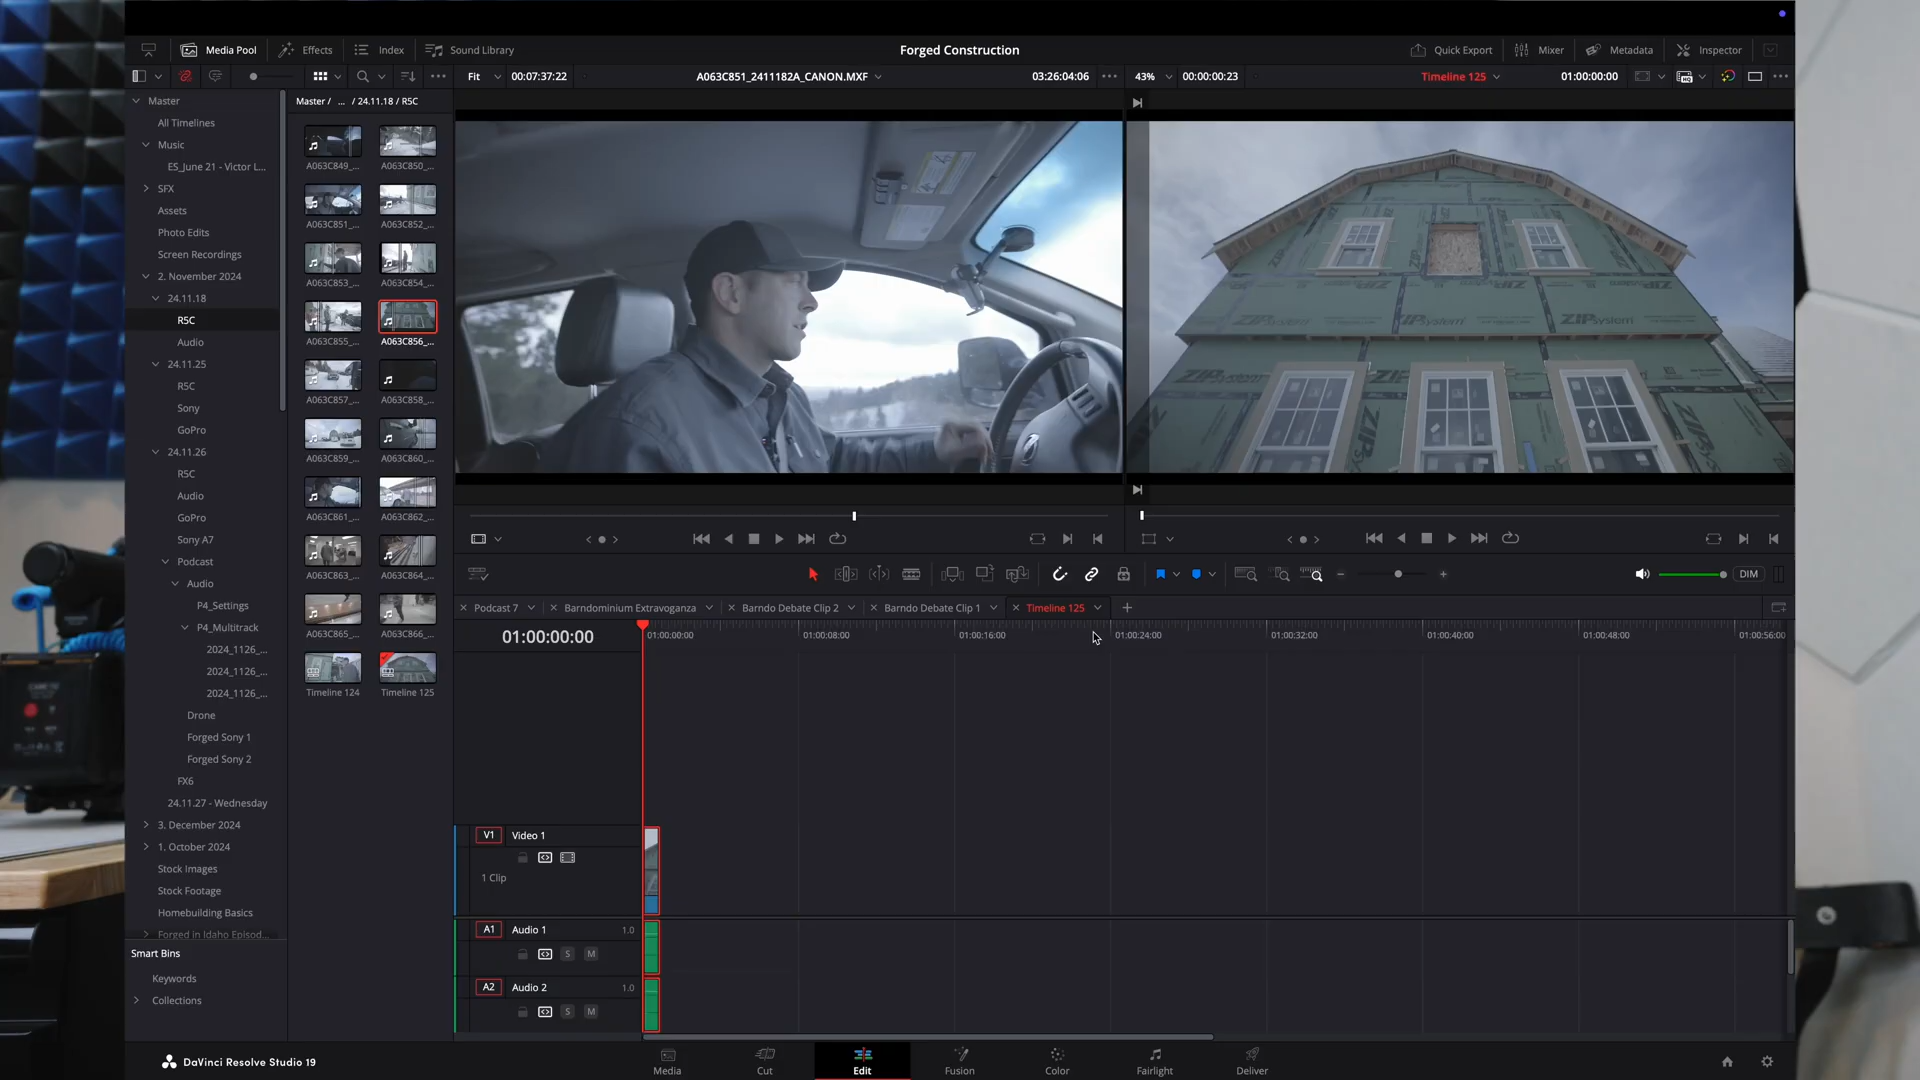 Media Pool
Effects
Index
Sound Library
Forged Construction
Quick Export
Mixer
Metadata
Inspector
Fit
00:07:37:22
A063C851_2411182A_CANON.MXF
03:26:04:06
43%
00:00:00:23
Timeline 125
01:00:00:00
Master
All Timelines
Music
ES_June 21 - Victor L...
SFX
Assets
Photo Edits
Screen Recordings
2. November 2024
24.11.18
R5C
Audio
24.11.25
R5C
Sony
GoPro
24.11.26
R5C
Audio
GoPro
Sony A7
Podcast
Audio
P4_Settings
P4_Multitrack
2024_1126_...
2024_1126_...
2024_1126_...
Drone
Forged Sony 1
Forged Sony 2
FX6
24.11.27 - Wednesday
3. December 2024
1. October 2024
Stock Images
Stock Footage
Homebuilding Basics
Forged in Idaho Episod...
Smart Bins
Keywords
Collections
Master / ... / 24.11.18 / R5C
A063C849_...
A063C850_...
A063C851_...
A063C852_...
A063C853_...
A063C854_...
A063C855_...
A063C856_...
A063C857_...
A063C858_...
A063C859_...
A063C860_...
A063C861_...
A063C862_...
A063C863_...
A063C864_...
A063C865_...
A063C866_...
Timeline 124
Timeline 125
ZIP System
ZIP System
ZIP System
DIM
Podcast 7
Barndominium Extravoganza
Barndo Debate Clip 2
Barndo Debate Clip 1
Timeline 125
01:00:00:00
01:00:00:00
01:00:08:00
01:00:16:00
01:00:24:00
01:00:32:00
01:00:40:00
01:00:48:00
01:00:56:00
V1
Video 1
1 Clip
A1
Audio 1
1.0
S
M
A2
Audio 2
1.0
S
M
DaVinci Resolve Studio 19
Media
Cut
Edit
Fusion
Color
Fairlight
Deliver